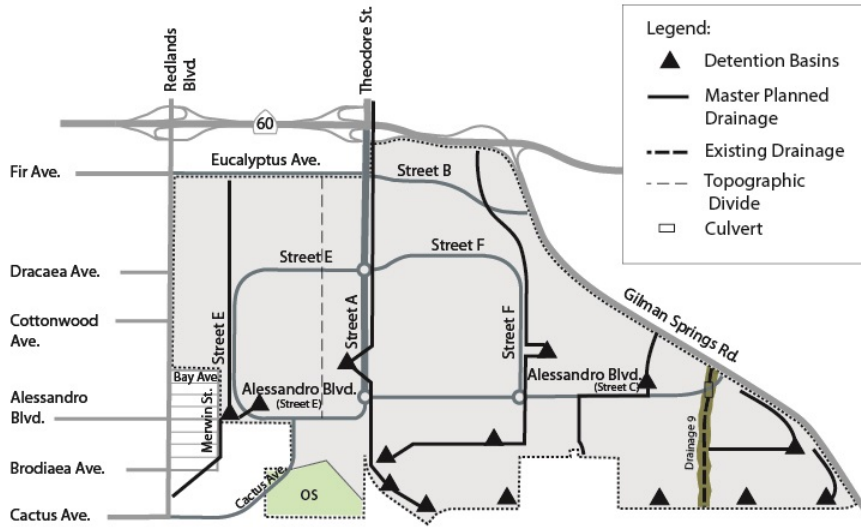 Redlands
Blvd.
Theodore St.
60
Legend:
Detention Basins
Master Planned
Drainage
Existing Drainage
Topographic
Divide
Culvert
Fir Ave.
Eucalyptus Ave.
Street B
Dracaea Ave.
Street E
Street F
Cottonwood
Ave.
Street E
Street A
Street F
Gilman Springs Rd.
Bay Ave
Alessandro
Blvd.
Merwin St.
Alessandro Blvd.
(Street E)
Alessandro Blvd.
(Street C)
Drainage 9
Brodiaea Ave.
Cactus Ave.
OS
Cactus Ave.